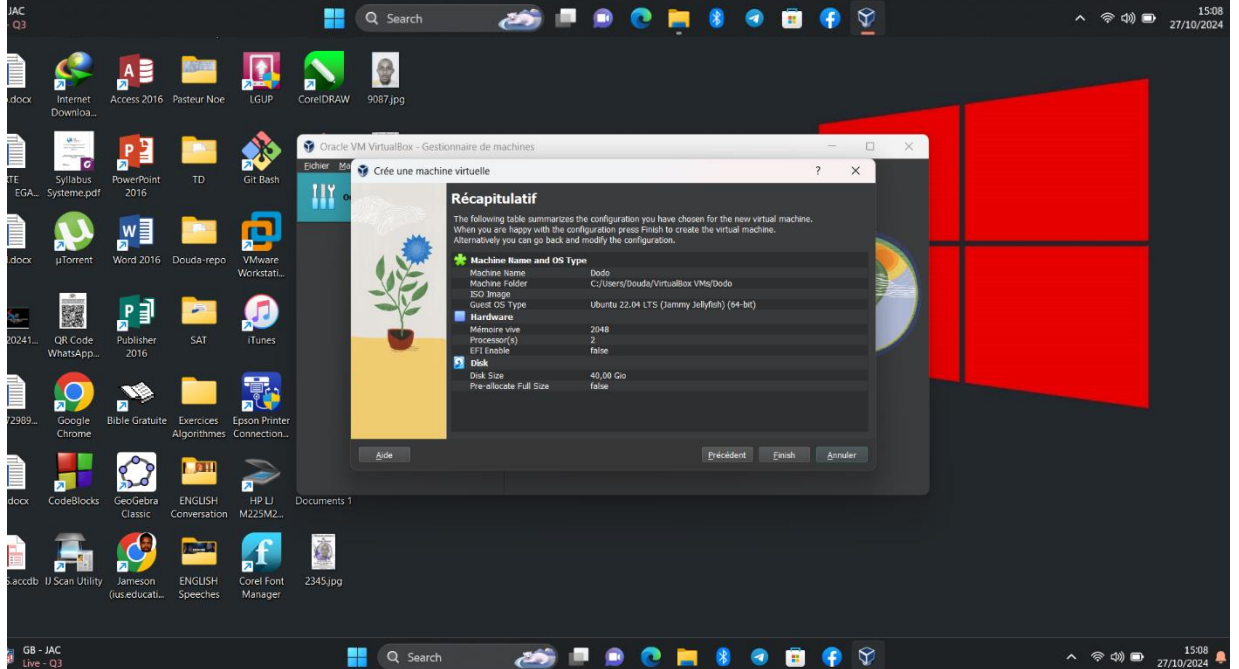 JAC
- Q3
Search
15:08
27/10/2024
.docx
Internet
Downloa...
Access 2016
Pasteur Noe
LGUP
CorelDRAW
9087.jpg
EGA...
Syllabus
Systeme.pdf
PowerPoint
2016
TD
Git Bash
.docx
µTorrent
Word 2016
Douda-repo
VMware
Workstati...
20241...
QR Code
WhatsApp...
Publisher
2016
SAT
iTunes
72989...
Google
Chrome
Bible Gratuite
Exercices
Algorithmes
Epson Printer
Connection...
docx
CodeBlocks
GeoGebra
Classic
ENGLISH
Conversation
HP LJ
M225M2...
Documents 1
.accdb
IJ Scan Utility
Jameson
(ius.educati...
ENGLISH
Speeches
Corel Font
Manager
2345.jpg
Oracle VM VirtualBox - Gestionnaire de machines
Fichier
Crée une machine virtuelle
Récapitulatif
The following table summarizes the configuration you have chosen for the new virtual machine.
When you are happy with the configuration press Finish to create the virtual machine.
Alternatively you can go back and modify the configuration.
Machine Name and OS Type
Machine Name Dodo
Machine Folder C:/Users/Douda/VirtualBox VMs/Dodo
ISO Image
Guest OS Type Ubuntu 22.04 LTS (Jammy Jellyfish) (64-bit)
Hardware
Mémoire vive 2048
Processor(s) 2
EFI Enable false
Disk
Disk Size 40,00 Gio
Pre-allocate Full Size false
Aide Précédent Finish Annuler
GB - JAC
Live - Q3
Search
15:08
27/10/2024